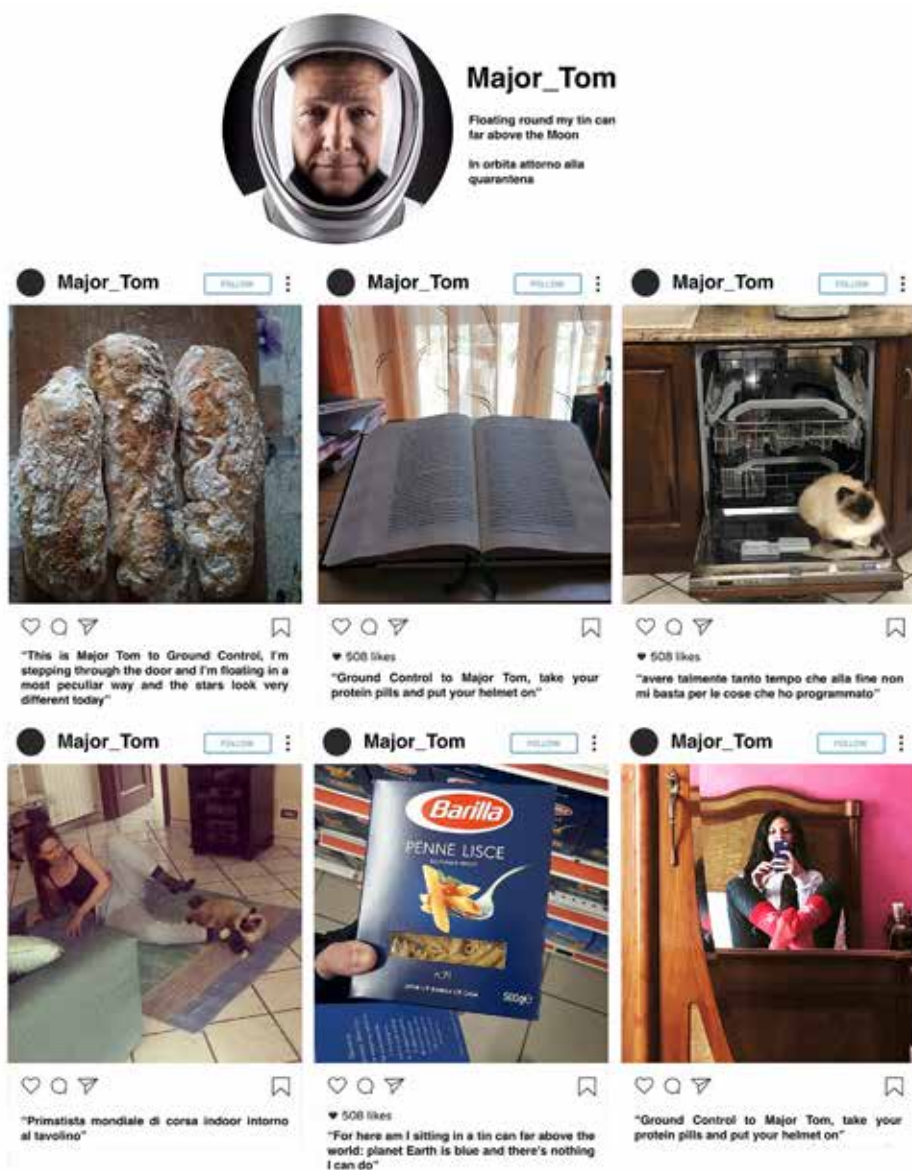 Major_Tom
Floating round my tin can
far above the Moon
In orbita attorno alla
quarantena
Major_Tom
FOLLOW
Major_Tom
FOLLOW
Major_Tom
FOLLOW
"This is Major Tom to Ground Control, I'm
stepping through the door and I'm floating in a
most peculiar way and the stars look very
different today"
508 likes
"Ground Control to Major Tom, take your
protein pills and put your helmet on"
508 likes
"avere talmente tanto tempo che alla fine non
mi basta per le cose che ho programmato"
Major_Tom
FOLLOW
Major_Tom
FOLLOW
Major_Tom
FOLLOW
Barilla
PENNE LISCE
500g e
"Primatista mondiale di corsa indoor intorno
al tavolino"
508 likes
"For here am I sitting in a tin can far above the
world: planet Earth is blue and there's nothing
I can do"
"Ground Control to Major Tom, take your
protein pills and put your helmet on"